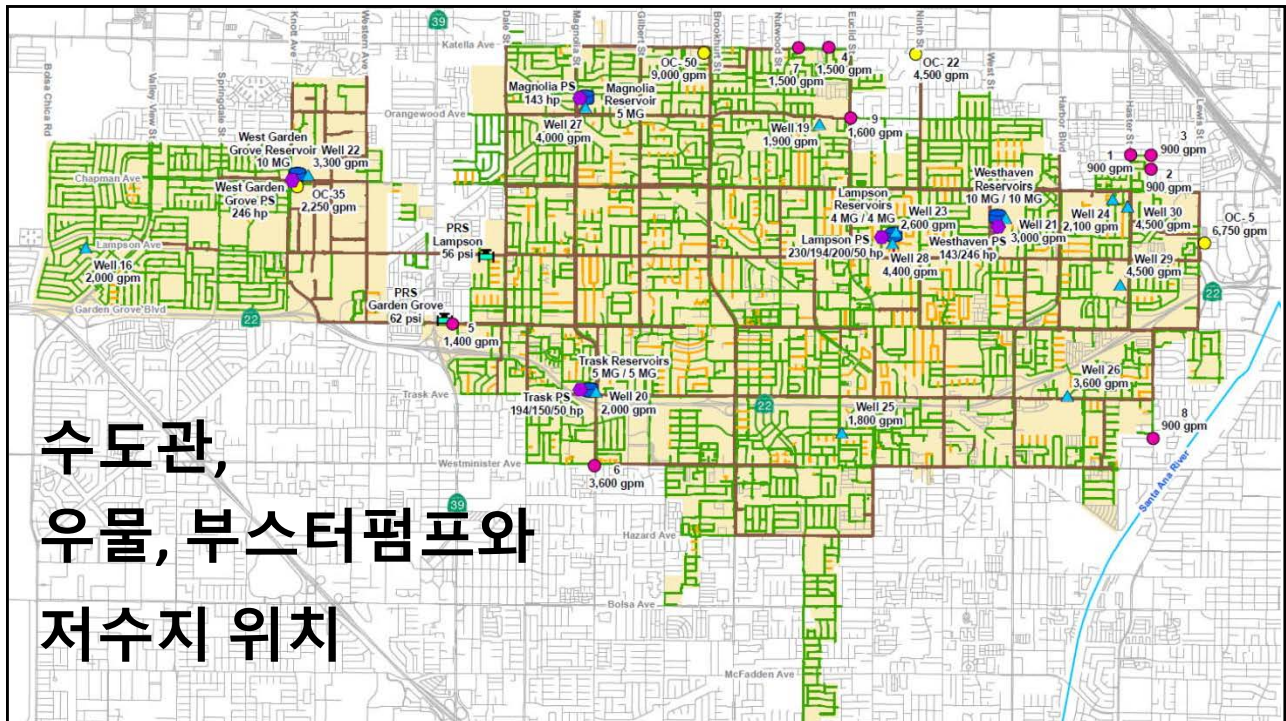 39
Katella Ave
Knott Ave
Western Ave
Dale St
Magnolia St
Gilbert St
Brookhurst St
Nutwood St
Euclid St
Ninth St
West St
Harbor Blvd
Haster St
Lewis St
Bolsa Chica Rd
Valley View St
Springdale St
OC- 50
9,000 gpm
7
1,500 gpm
4
1,500 gpm
OC- 22
4,500 gpm
Magnolia PS
143 hp
Magnolia
Reservoir
5 MG
Orangewood Ave
Well 27
4,000 gpm
Well 19
1,900 gpm
9
1,600 gpm
West Garden
Grove Reservoir
10 MG
Well 22
3,300 gpm
Chapman Ave
West Garden
Grove PS
246 hp
OC-35
2,250 gpm
3
900 gpm
1
900 gpm
2
900 gpm
Lampson
Reservoirs
4 MG / 4 MG
Well 23
2,600 gpm
Westhaven
Reservoirs
10 MG / 10 MG
Well 24
2,100 gpm
Well 30
4,500 gpm
OC- 5
6,750 gpm
Well 21
3,000 gpm
Lampson PS
230/194/200/50 hp
Westhaven PS
143/246 hp
Well 28
4,400 gpm
Well 29
4,500 gpm
Lampson Ave
Well 16
2,000 gpm
PRS
Lampson
56 psi
PRS
Garden Grove
62 psi
Garden Grove Blvd
22
22
5
1,400 gpm
Trask Reservoirs
5 MG / 5 MG
Trask Ave
Trask PS
194/150/50 hp
Well 20
2,000 gpm
22
Well 25
1,800 gpm
Well 26
3,600 gpm
8
900 gpm
Westminister Ave
6
3,600 gpm
39
Santa Ana River
Hazard Ave
Bolsa Ave
McFadden Ave
수도관,
우물, 부스터펌프와
저수지 위치